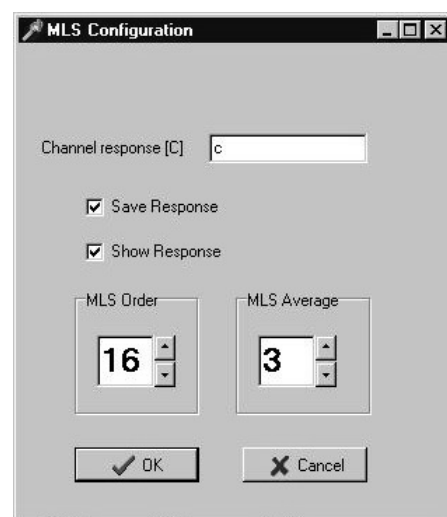 MLS Configuration
Channel response [C] c
Save Response
Show Response
MLS Order MLS Average
16 3
OK Cancel